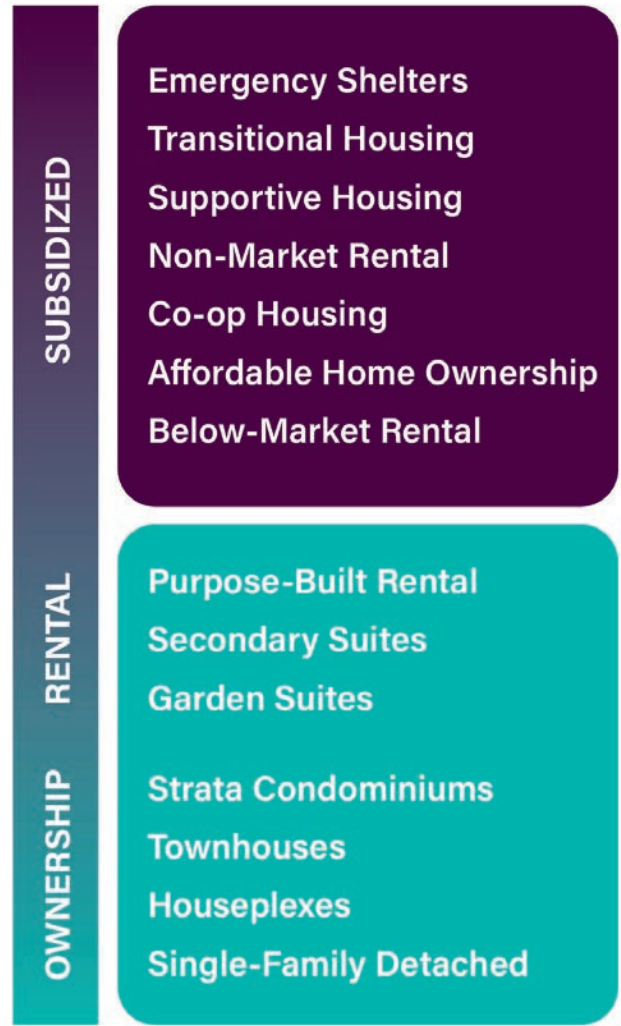 SUBSIDIZED
Emergency Shelters
Transitional Housing
Supportive Housing
Non-Market Rental
Co-op Housing
Affordable Home Ownership
Below-Market Rental
RENTAL
Purpose-Built Rental
Secondary Suites
Garden Suites
OWNERSHIP
Strata Condominiums
Townhouses
Houseplexes
Single-Family Detached